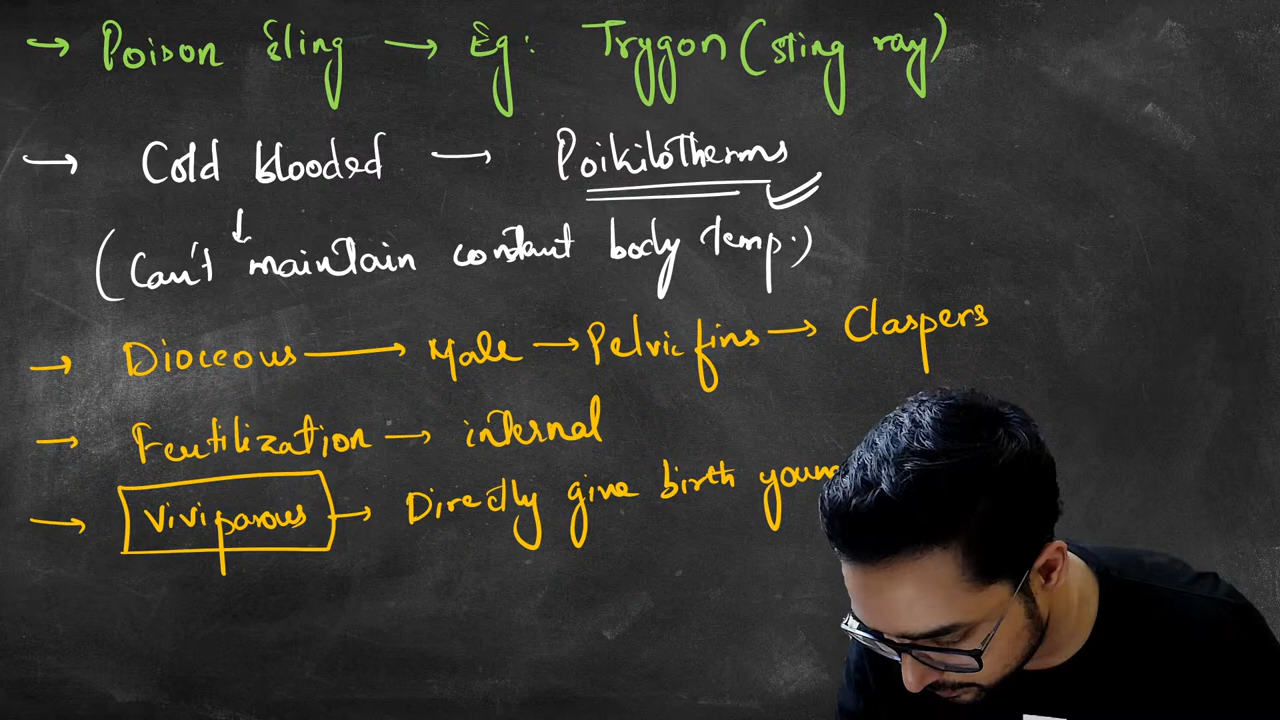 → Poison Sting → Eg: Trygon (sting ray)
→ Cold blooded → Poikilotherms
↓
(Can't maintain constant body temp.)
→ Dioceous → Male → Pelvic fins → Claspers
→ Fertilization → internal
→ Viviparous → Directly give birth